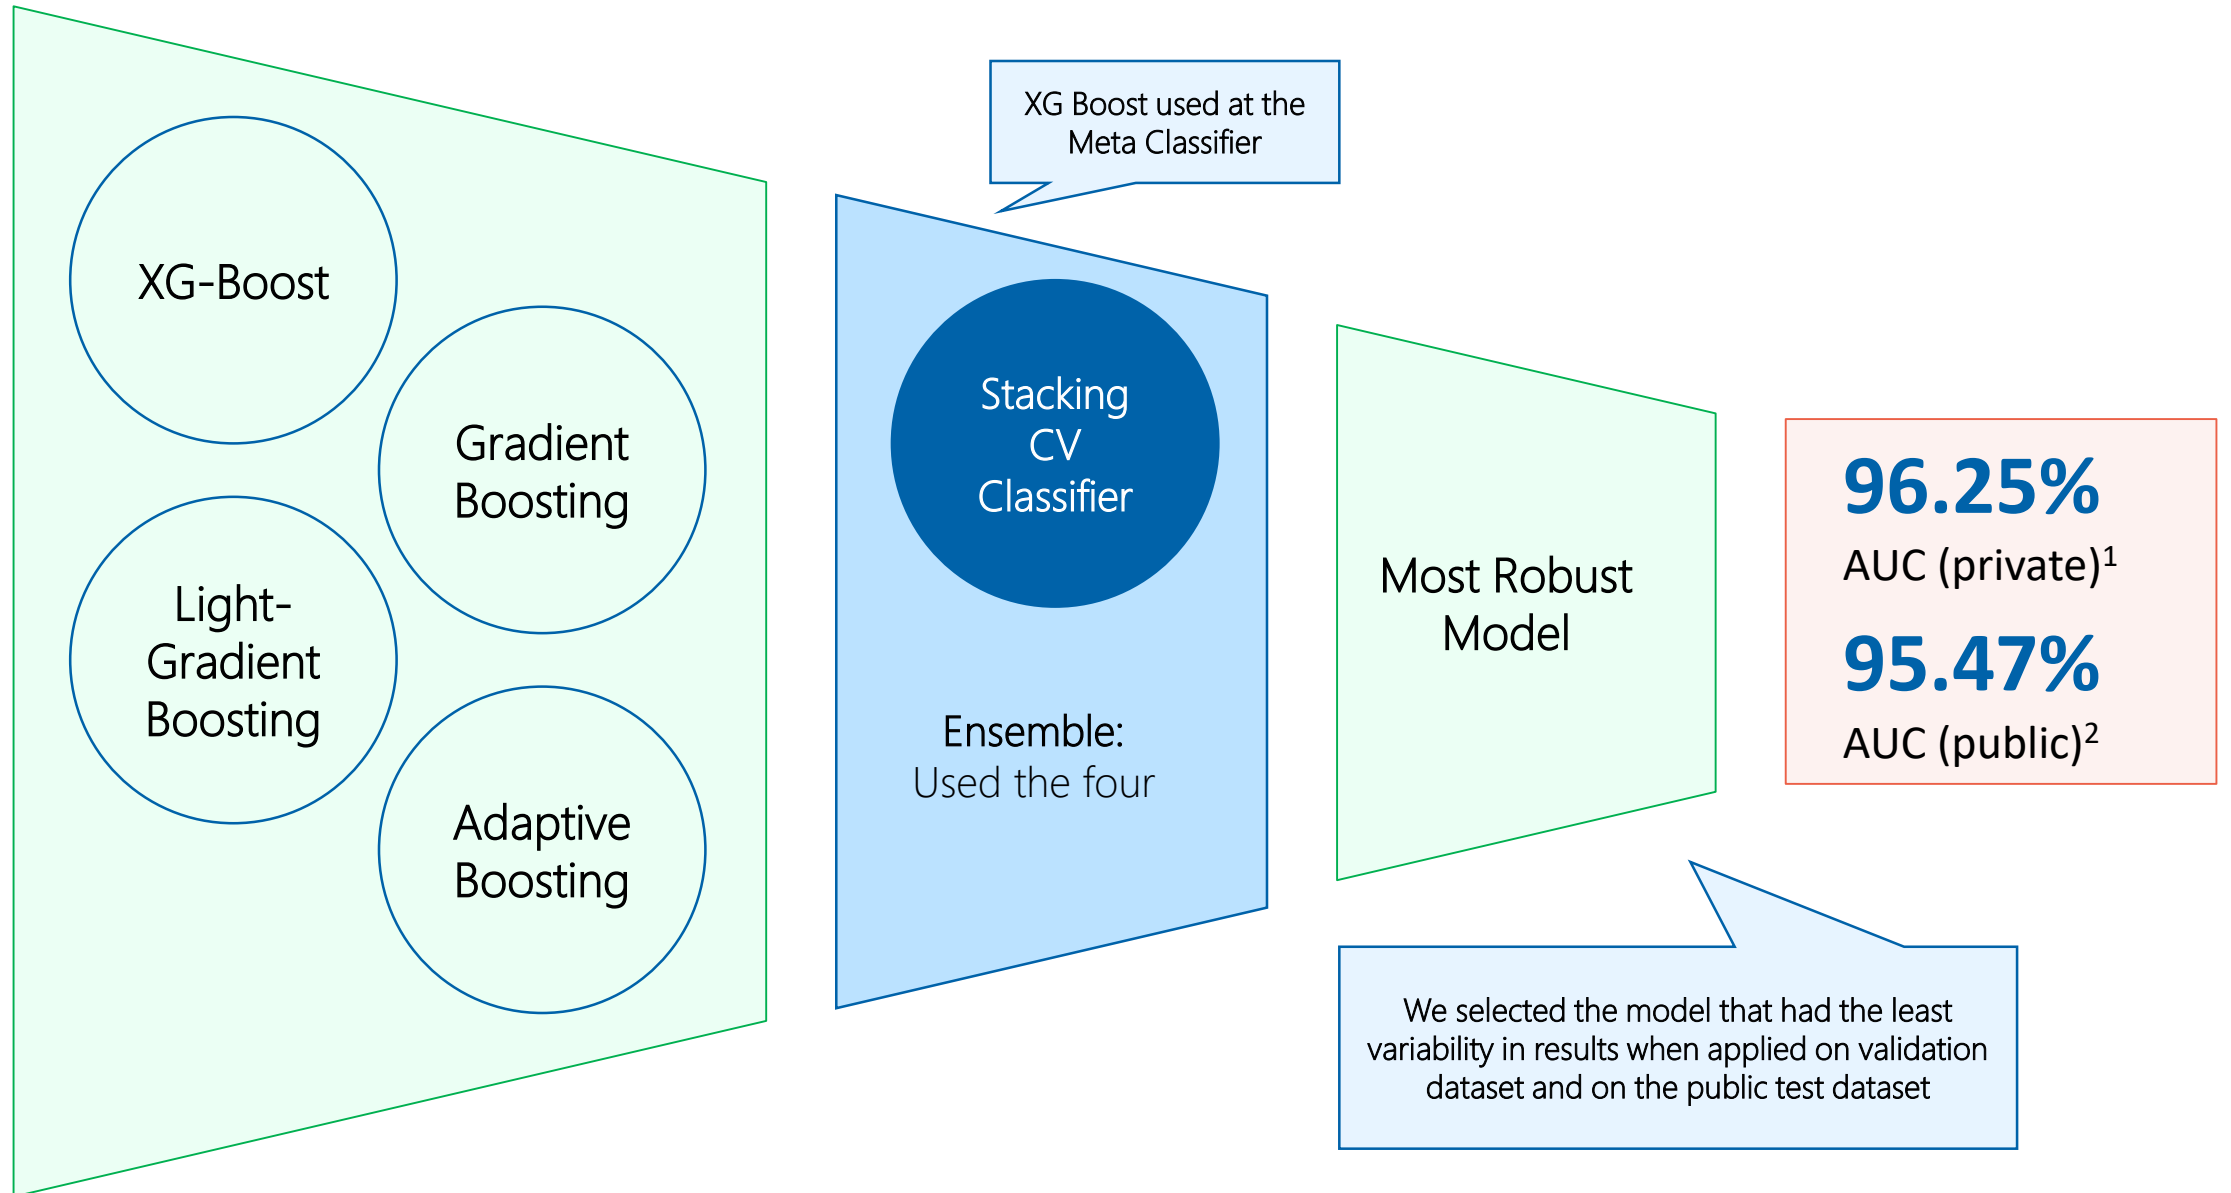 XG-Boost
Gradient
Boosting
Light-
Gradient
Boosting
Adaptive
Boosting
XG Boost used at the
Meta Classifier
Stacking
CV
Classifier
Ensemble:
Used the four
Most Robust
Model
96.25%
AUC (private)1
95.47%
AUC (public)2
We selected the model that had the least
variability in results when applied on validation
dataset and on the public test dataset